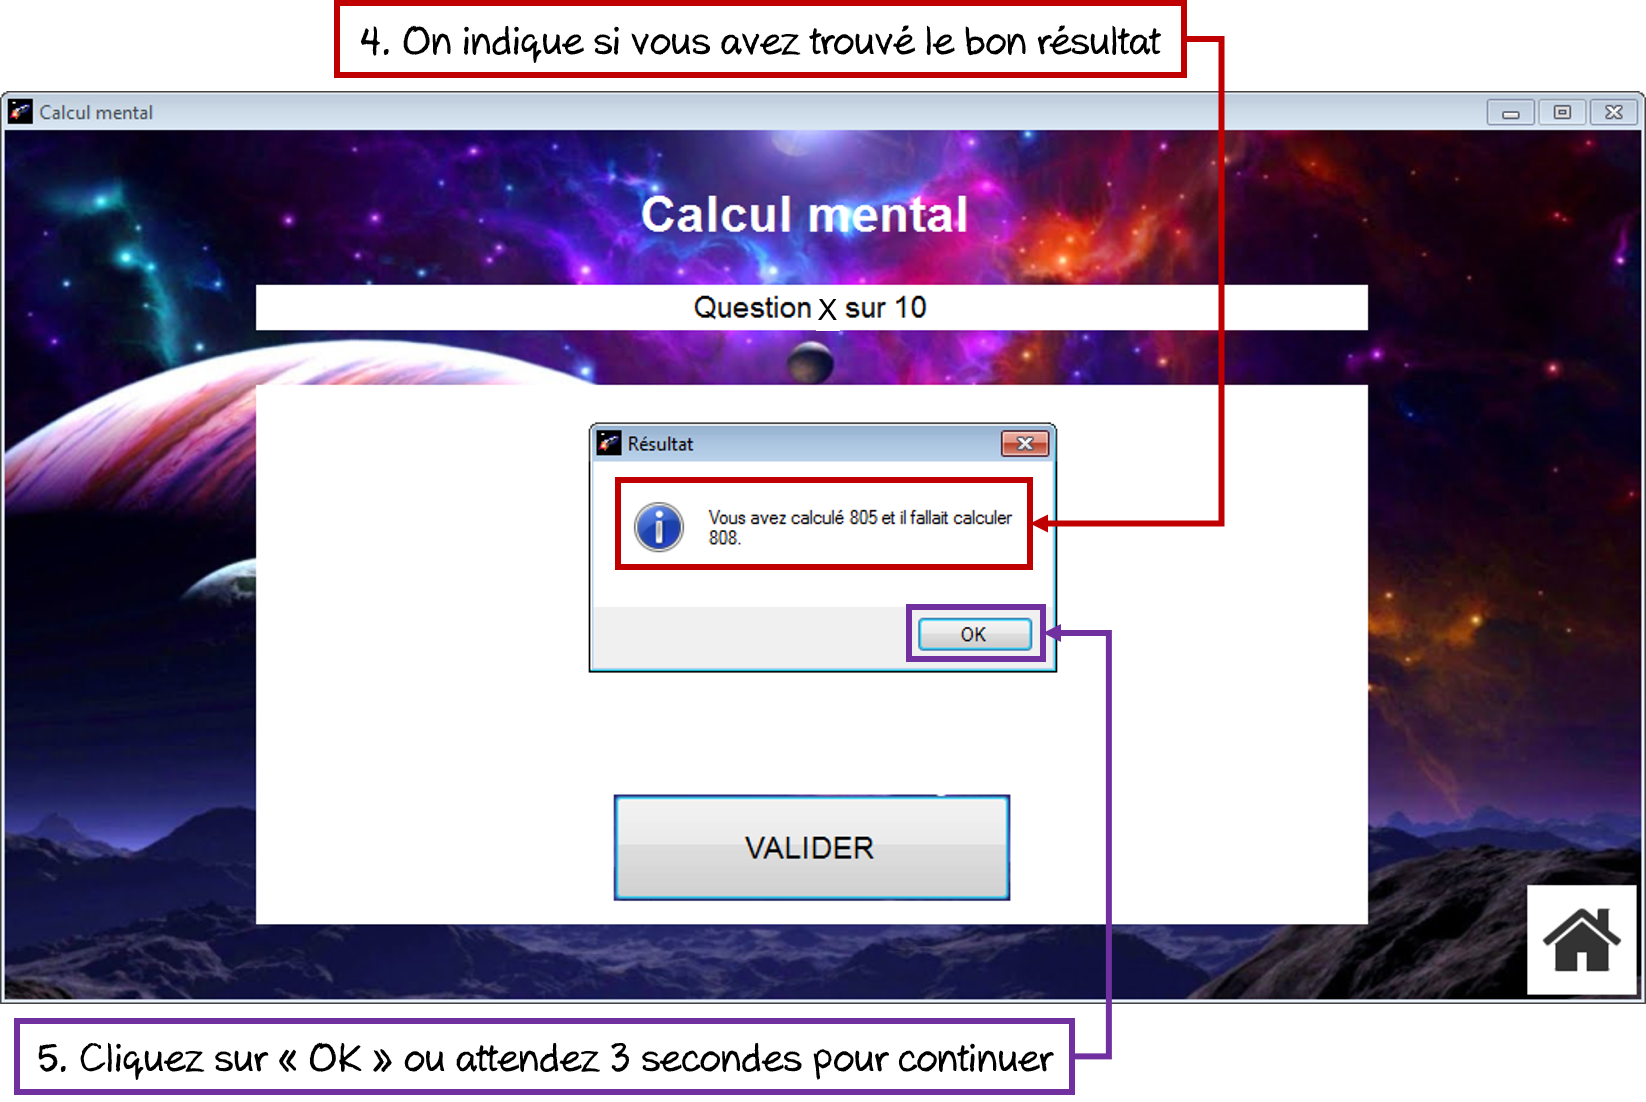 4. On indique si vous avez trouvé le bon résultat
Calcul mental
Calcul mental
Question X sur 10
Résultat
Vous avez calculé 805 et il fallait calculer
808.
OK
VALIDER
5. Cliquez sur « OK » ou attendez 3 secondes pour continuer